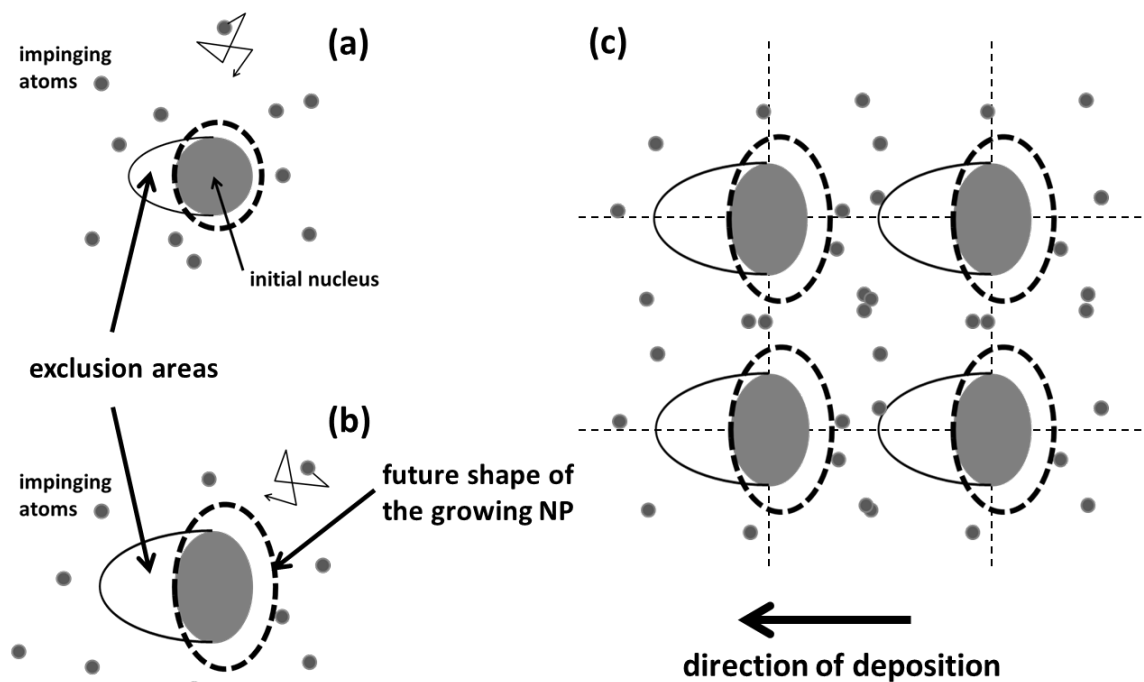 (a)
impinging
atoms
initial nucleus
exclusion areas
(b)
impinging
atoms
future shape of
the growing NP
(c)
direction of deposition